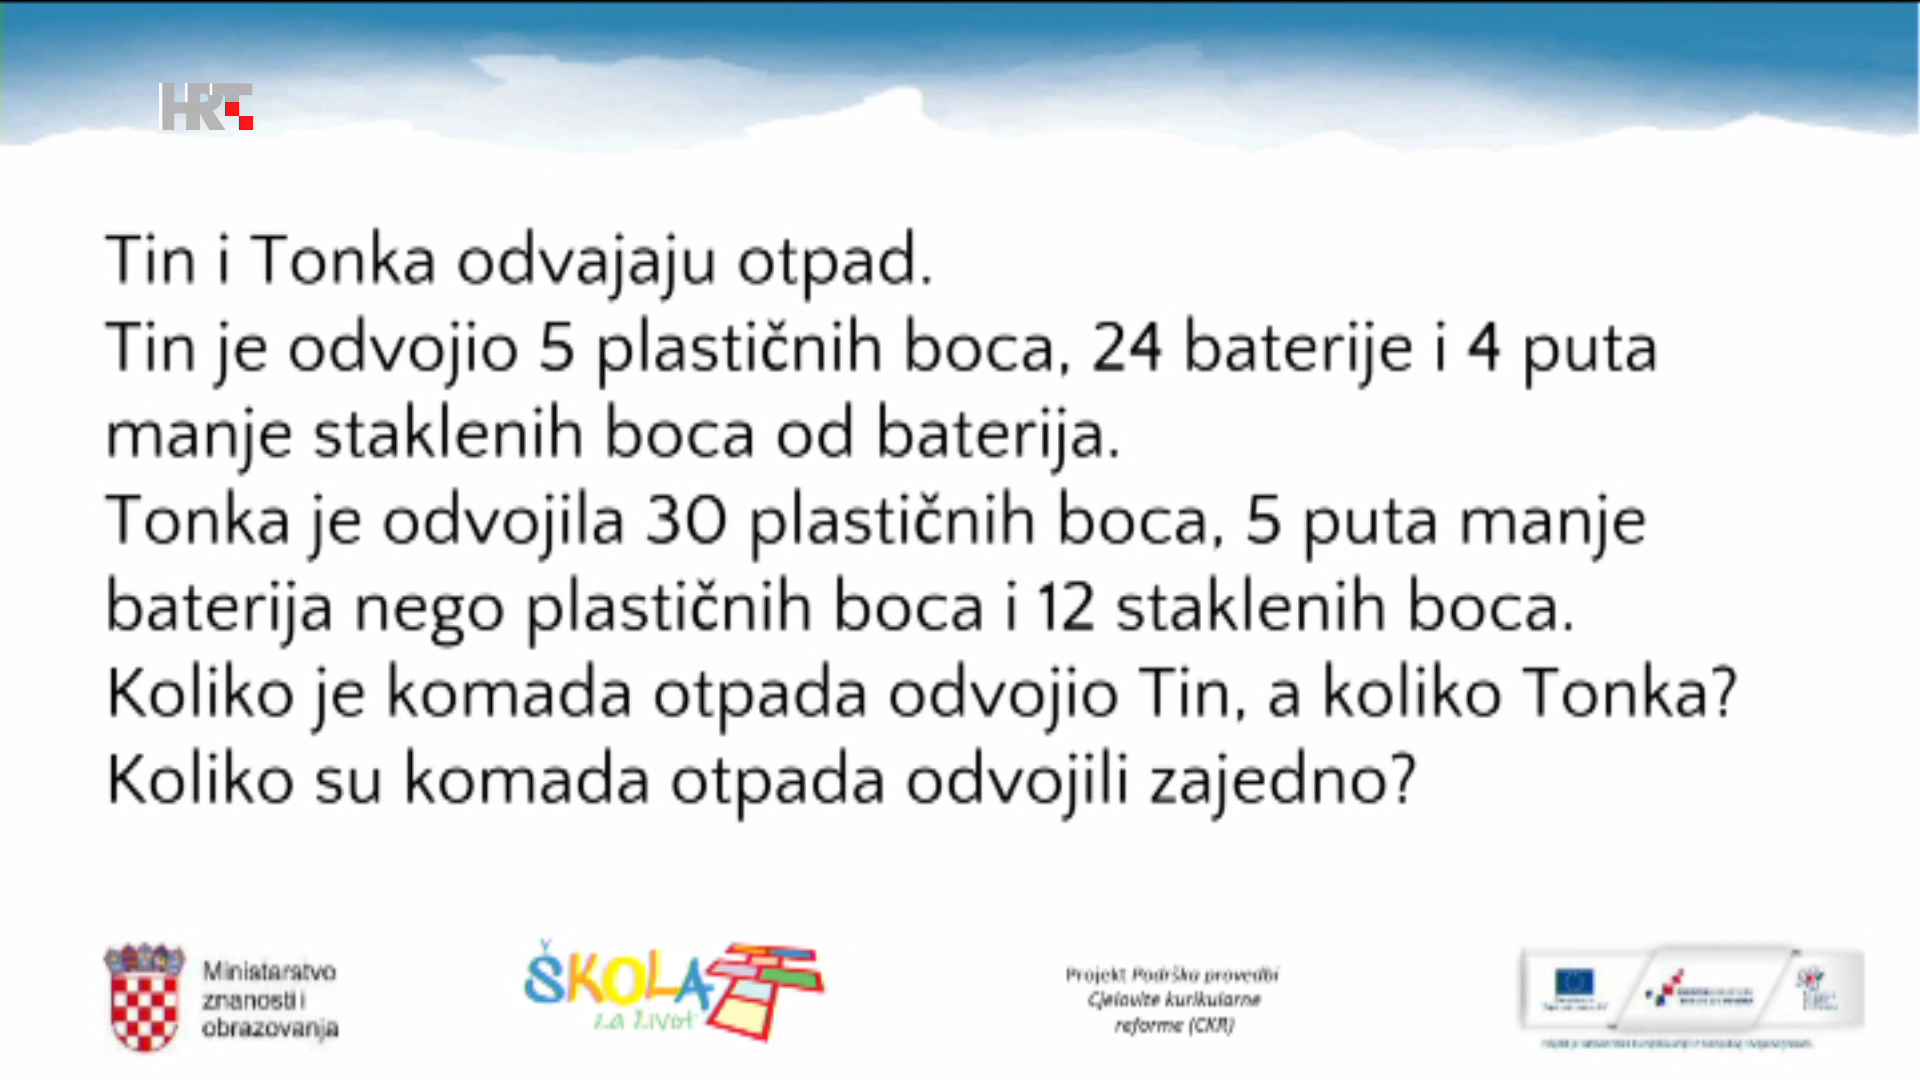 HRT
Tin i Tonka odvajaju otpad.
Tin je odvojio 5 plastičnih boca, 24 baterije i 4 puta
manje staklenih boca od baterija.
Tonka je odvojila 30 plastičnih boca, 5 puta manje
baterija nego plastičnih boca i 12 staklenih boca.
Koliko je komada otpada odvojio Tin, a koliko Tonka?
Koliko su komada otpada odvojili zajedno?
Ministarstvo
znanosti i
obrazovanja
ŠKOLA
za život
Projekt Podrška provedbi
Cjelovite kurikularne
reforme (CKR)